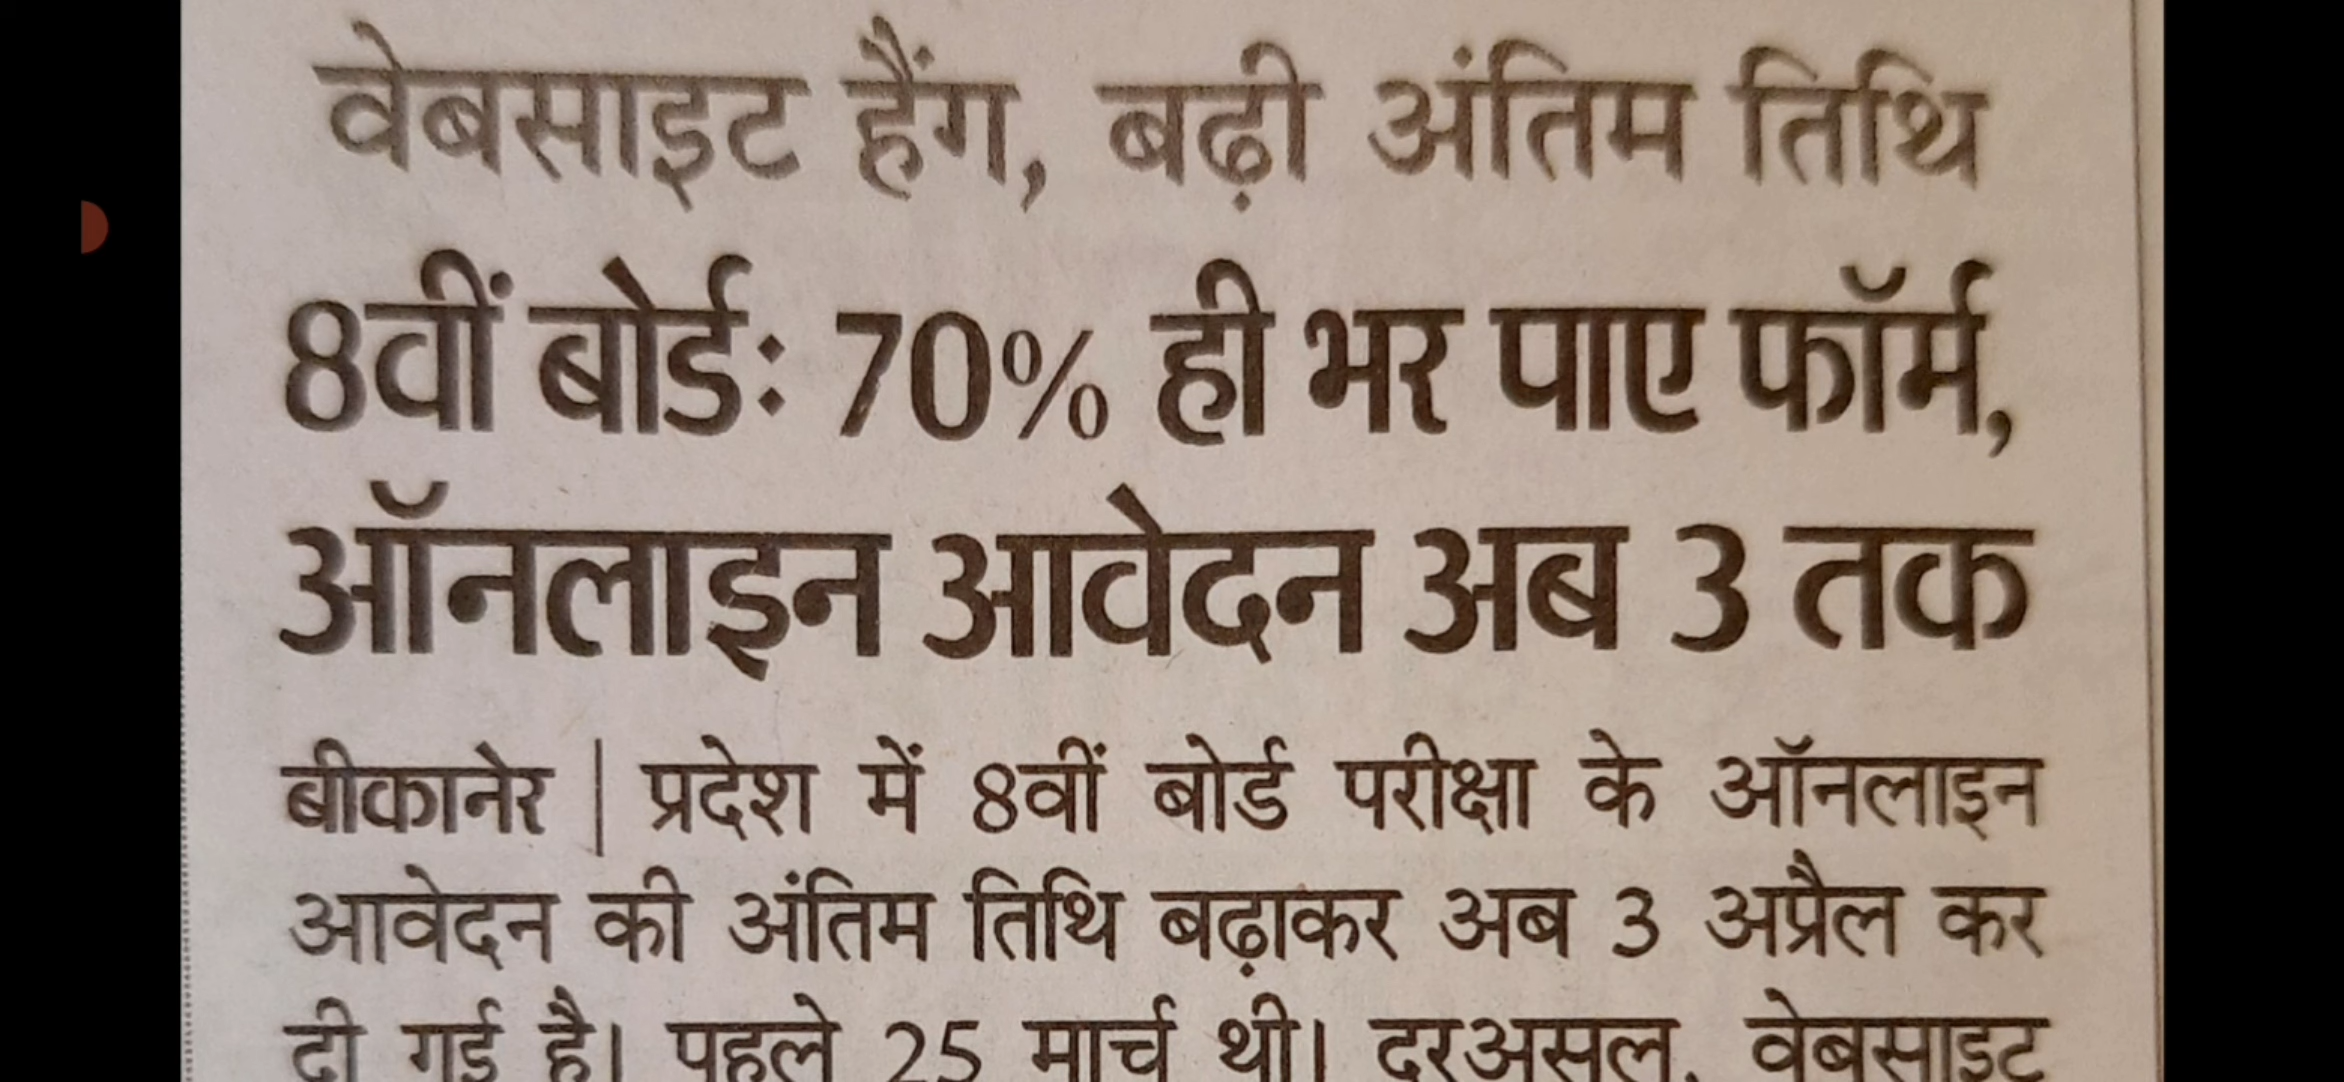 वेबसाइट हैंग, बढ़ी अंतिम तिथि
8वीं बोर्ड: 70% ही भर पाए फॉर्म,
ऑनलाइन आवेदन अब 3 तक
बीकानेर | प्रदेश में 8वीं बोर्ड परीक्षा के ऑनलाइन
आवेदन की अंतिम तिथि बढ़ाकर अब 3 अप्रैल कर
दी गई है। पहले 25 मार्च थी। दरअसल, वेबसाइट